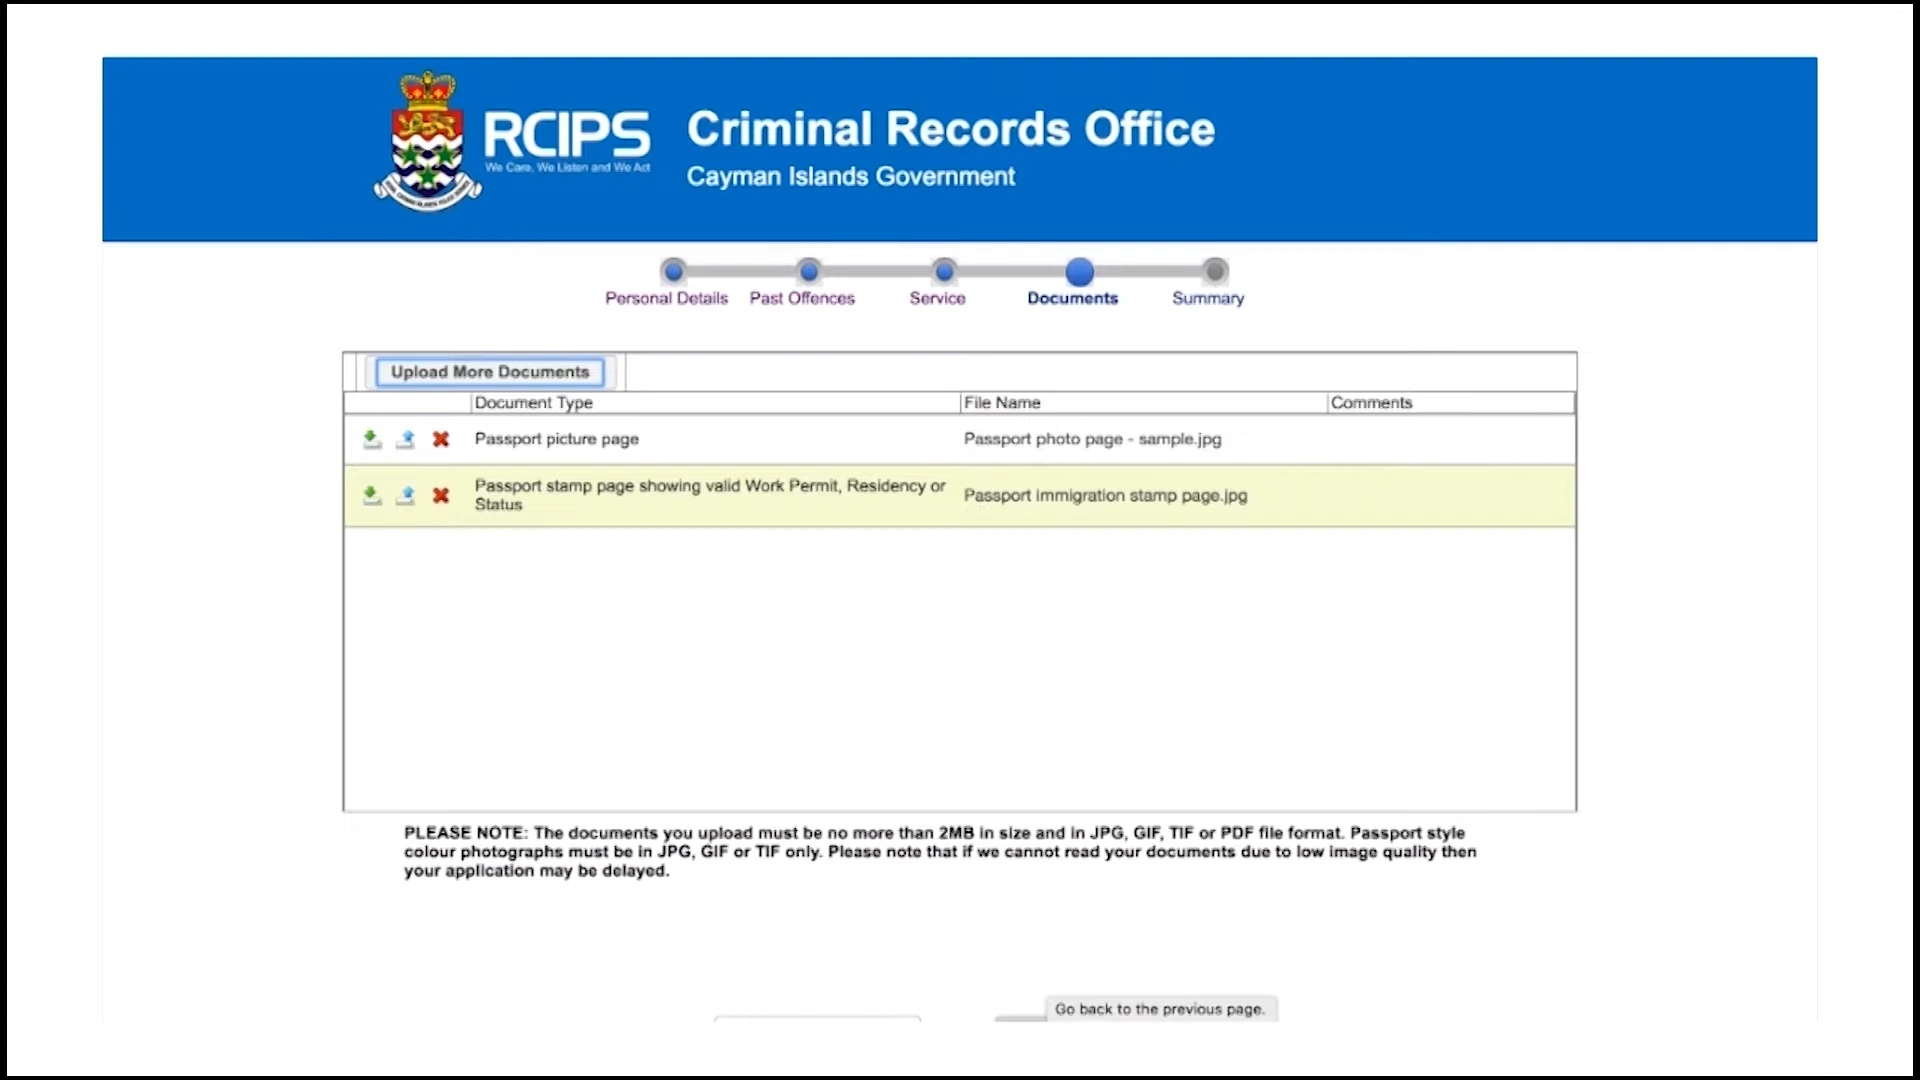 RCIPS
We Care, We Listen and We Act
Criminal Records Office
Cayman Islands Government
Personal Details Past Offences Service Documents Summary
Upload More Documents
Document Type File Name Comments
Passport picture page Passport photo page - sample.jpg
Passport stamp page showing valid Work Permit, Residency or
Status
Passport immigration stamp page.jpg
PLEASE NOTE: The documents you upload must be no more than 2MB in size and in JPG, GIF, TIF or PDF file format. Passport style
colour photographs must be in JPG, GIF or TIF only. Please note that if we cannot read your documents due to low image quality then
your application may be delayed.
Go back to the previous page.